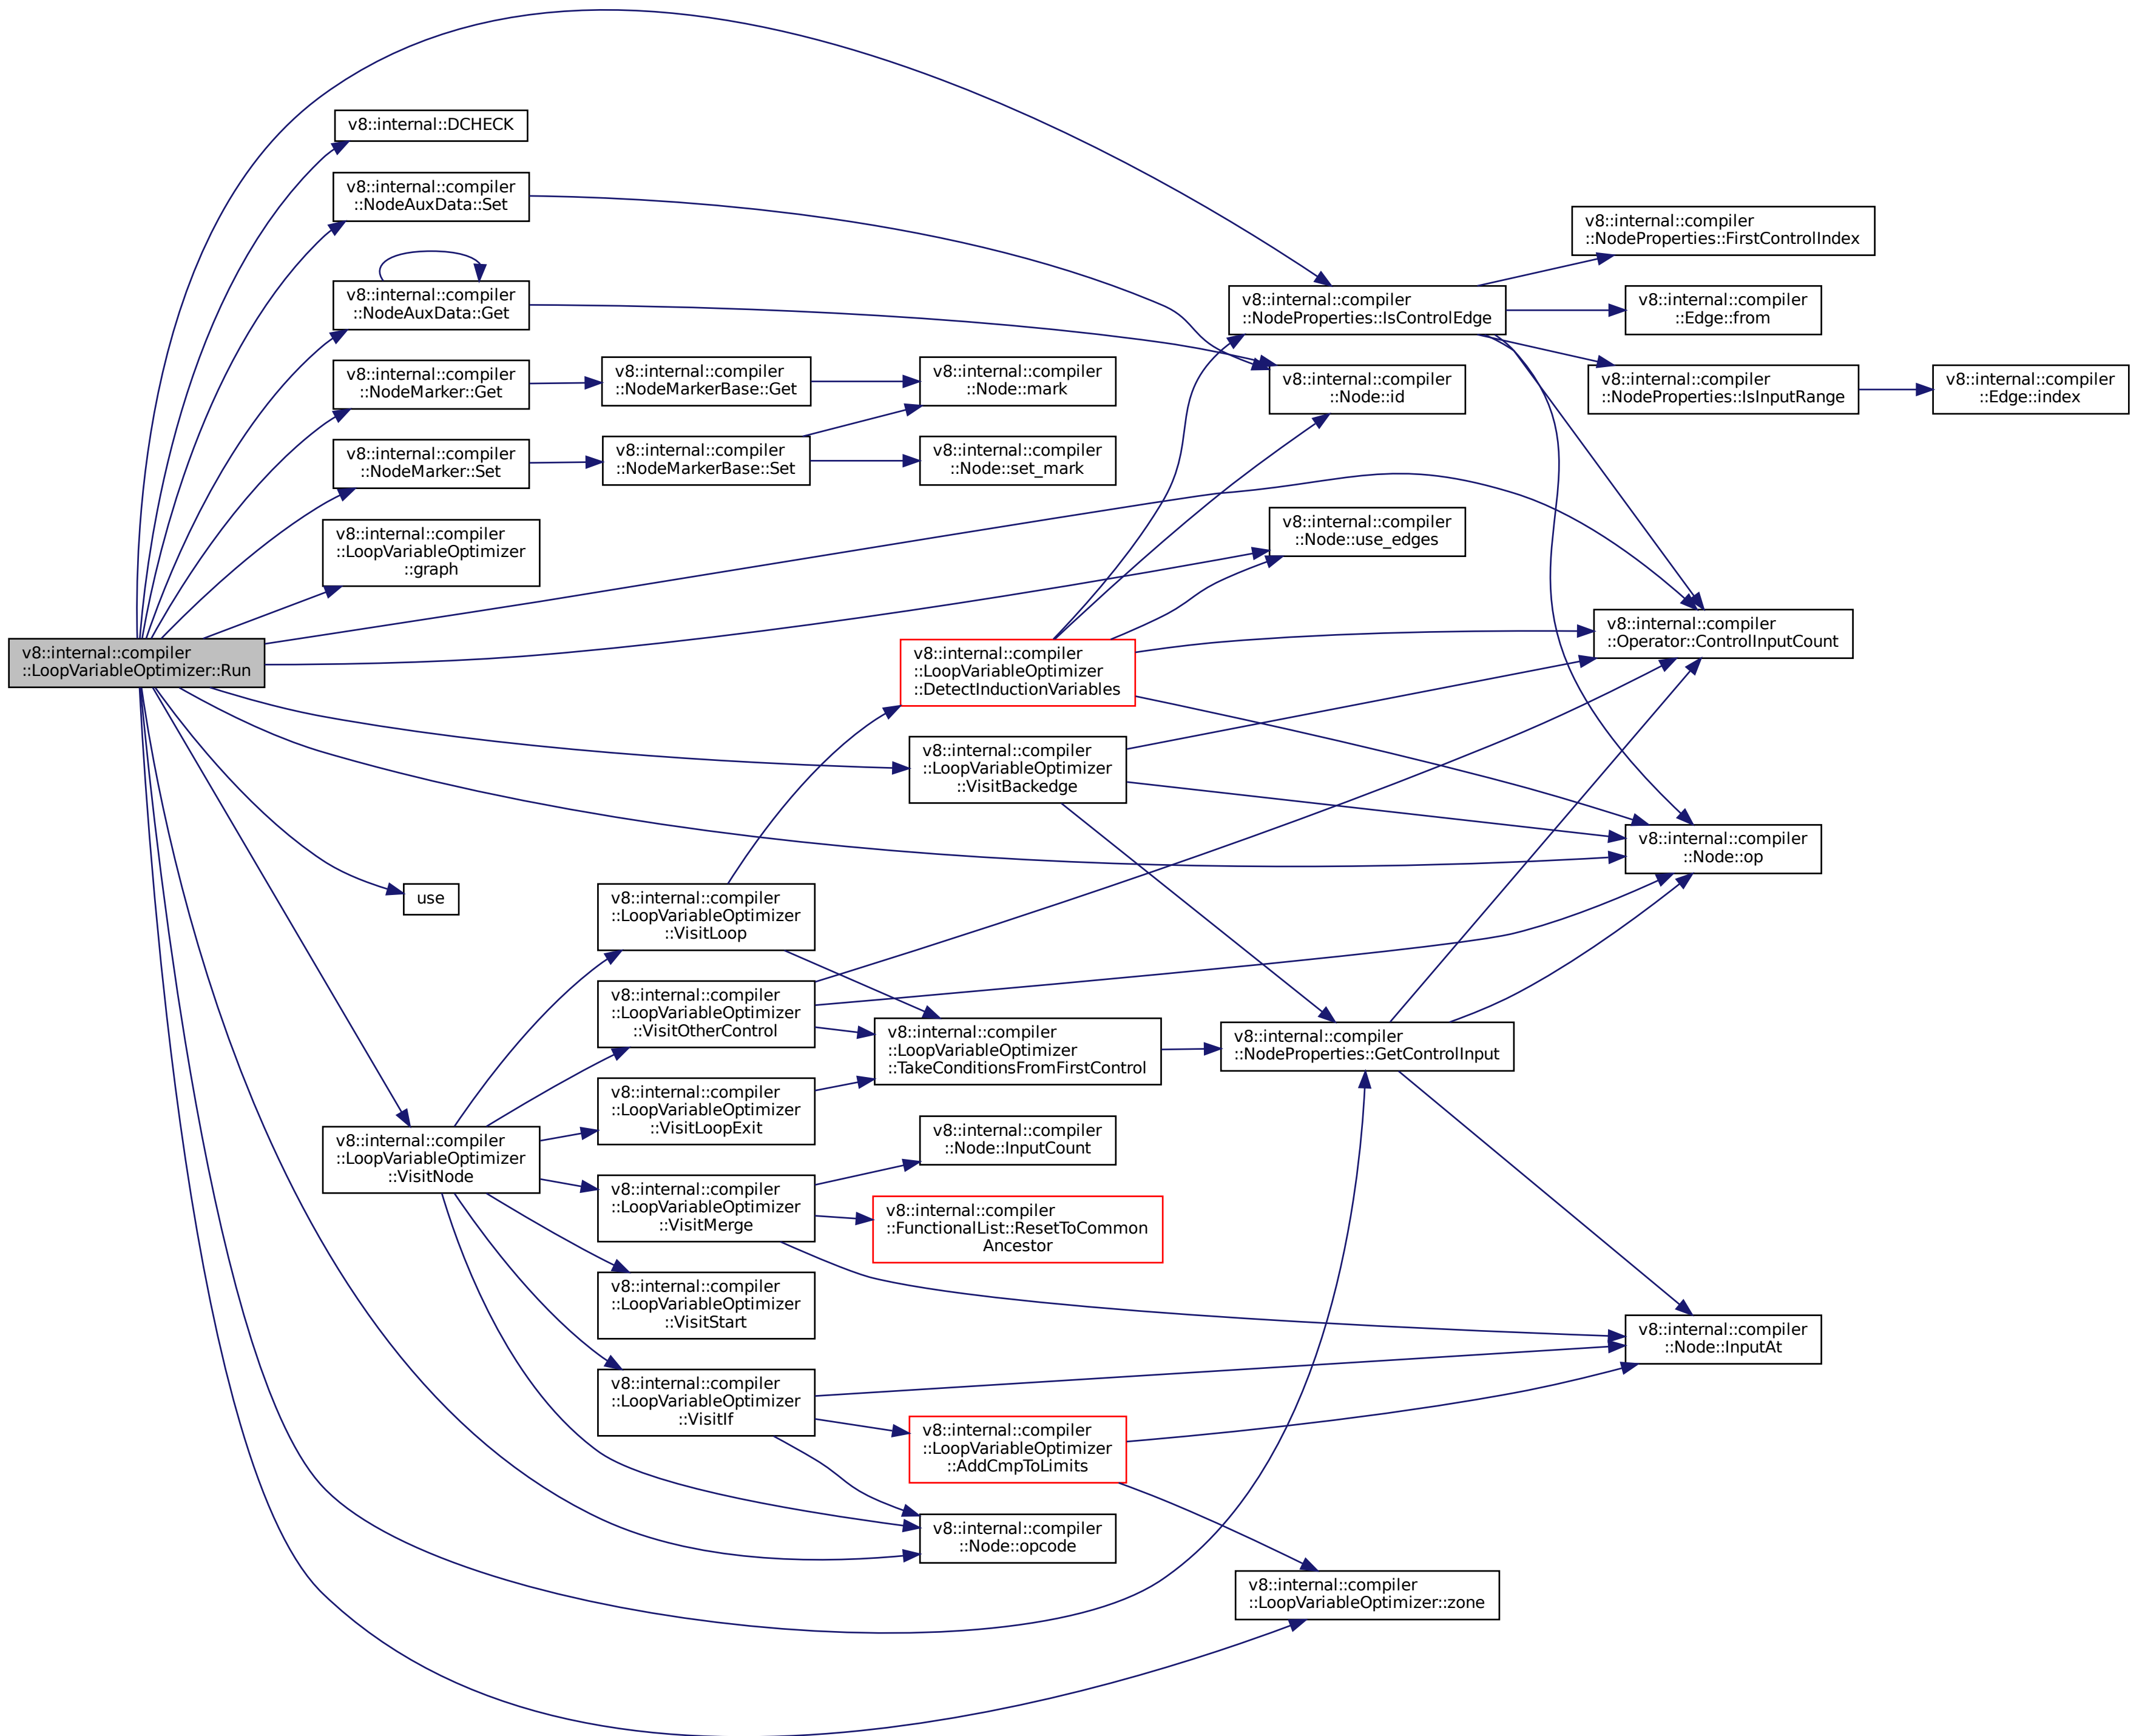 v8::internal::DCHECK
v8::internal::compiler
::NodeAuxData::Set
v8::internal::compiler
::NodeProperties::FirstControlIndex
v8::internal::compiler
::NodeAuxData::Get
v8::internal::compiler
::NodeProperties::IsControlEdge
v8::internal::compiler
::Edge::from
v8::internal::compiler
::NodeMarker::Get
v8::internal::compiler
::NodeMarkerBase::Get
v8::internal::compiler
::Node::mark
v8::internal::compiler
::Node::id
v8::internal::compiler
::NodeProperties::IsInputRange
v8::internal::compiler
::Edge::index
v8::internal::compiler
::NodeMarker::Set
v8::internal::compiler
::NodeMarkerBase::Set
v8::internal::compiler
::Node::set_mark
v8::internal::compiler
::LoopVariableOptimizer
::graph
v8::internal::compiler
::Node::use_edges
v8::internal::compiler
::LoopVariableOptimizer::Run
v8::internal::compiler
::LoopVariableOptimizer
::DetectInductionVariables
v8::internal::compiler
::Operator::ControlInputCount
v8::internal::compiler
::LoopVariableOptimizer
::VisitBackedge
v8::internal::compiler
::Node::op
use
v8::internal::compiler
::LoopVariableOptimizer
::VisitLoop
v8::internal::compiler
::LoopVariableOptimizer
::VisitOtherControl
v8::internal::compiler
::LoopVariableOptimizer
::TakeConditionsFromFirstControl
v8::internal::compiler
::NodeProperties::GetControlInput
v8::internal::compiler
::LoopVariableOptimizer
::VisitLoopExit
v8::internal::compiler
::LoopVariableOptimizer
::VisitNode
v8::internal::compiler
::Node::InputCount
v8::internal::compiler
::LoopVariableOptimizer
::VisitMerge
v8::internal::compiler
::FunctionalList::ResetToCommon
Ancestor
v8::internal::compiler
::LoopVariableOptimizer
::VisitStart
v8::internal::compiler
::Node::InputAt
v8::internal::compiler
::LoopVariableOptimizer
::VisitIf
v8::internal::compiler
::LoopVariableOptimizer
::AddCmpToLimits
v8::internal::compiler
::Node::opcode
v8::internal::compiler
::LoopVariableOptimizer::zone